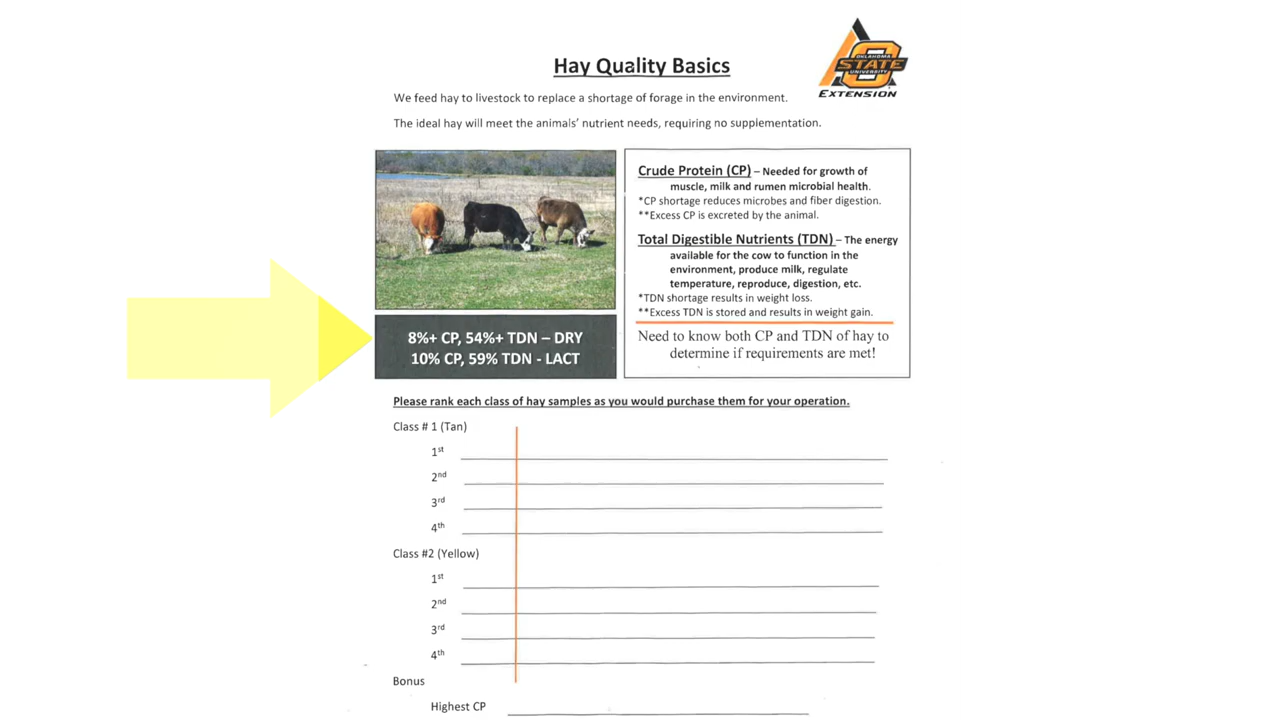 Hay Quality Basics
OKLAHOMA
STATE
UNIVERSITY
EXTENSION
We feed hay to livestock to replace a shortage of forage in the environment.
The ideal hay will meet the animals' nutrient needs, requiring no supplementation.
8%+ CP, 54%+ TDN – DRY
10% CP, 59% TDN - LACT
Crude Protein (CP) – Needed for growth of
muscle, milk and rumen microbial health.
*CP shortage reduces microbes and fiber digestion.
**Excess CP is excreted by the animal.
Total Digestible Nutrients (TDN) – The energy
available for the cow to function in the
environment, produce milk, regulate
temperature, reproduce, digestion, etc.
*TDN shortage results in weight loss.
**Excess TDN is stored and results in weight gain.
Need to know both CP and TDN of hay to
determine if requirements are met!
Please rank each class of hay samples as you would purchase them for your operation.
Class # 1 (Tan)
1st
2nd
3rd
4th
Class #2 (Yellow)
1st
2nd
3rd
4th
Bonus
Highest CP